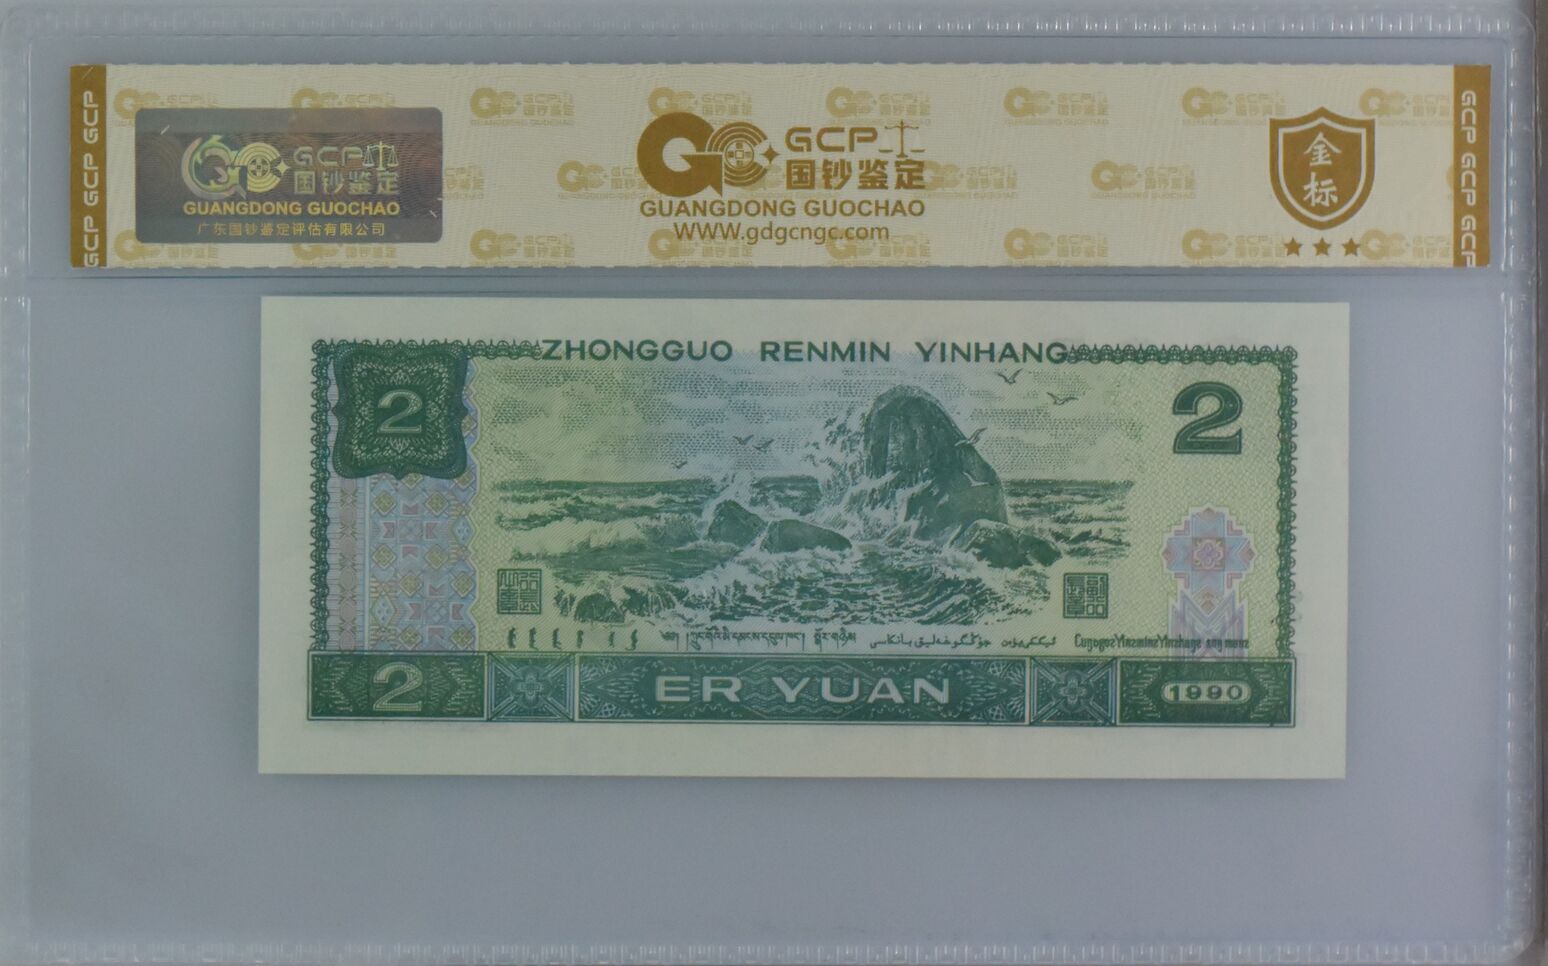 GCP GCP GCP
GCP
国钞鉴定
GUANGDONG GUOCHAO
广东国钞鉴定评估有限公司
GCP
国钞鉴定
GUANGDONG GUOCHAO
WWW.gdgcngc.com
金
标
GCP GCP GCP
ZHONGGUO RENMIN YINHANG
2
2
2
ER YUAN
1990